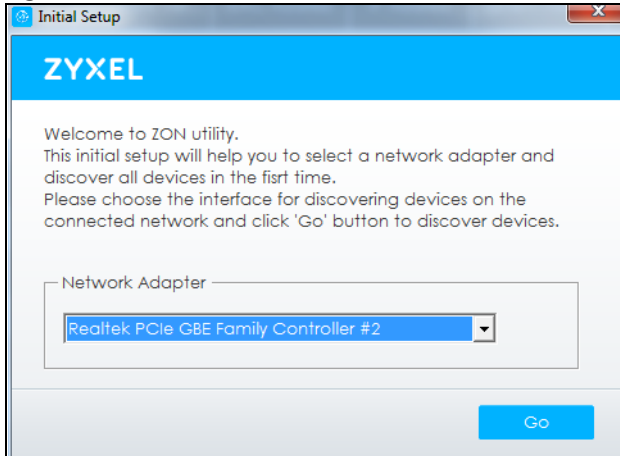 Initial Setup
ZYXEL
Welcome to ZON utility.
This initial setup will help you to select a network adapter and
discover all devices in the fisrt time.
Please choose the interface for discovering devices on the
connected network and click 'Go' button to discover devices.
Network Adapter
Realtek PCIe GBE Family Controller #2
Go